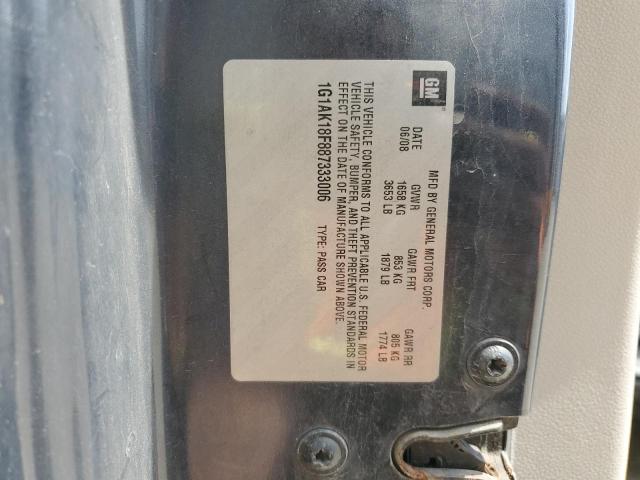 GM
MFD BY GENERAL MOTORS CORP.
DATE GVWR GAWR FRT GAWR RR
06/08 1658 KG 853 KG 805 KG
3653 LB 1879 LB 1774 LB
THIS VEHICLE CONFORMS TO ALL APPLICABLE U.S. FEDERAL MOTOR
VEHICLE SAFETY, BUMPER, AND THEFT PREVENTION STANDARDS IN
EFFECT ON THE DATE OF MANUFACTURE SHOWN ABOVE.
1G1AK18F887333006 TYPE: PASS CAR